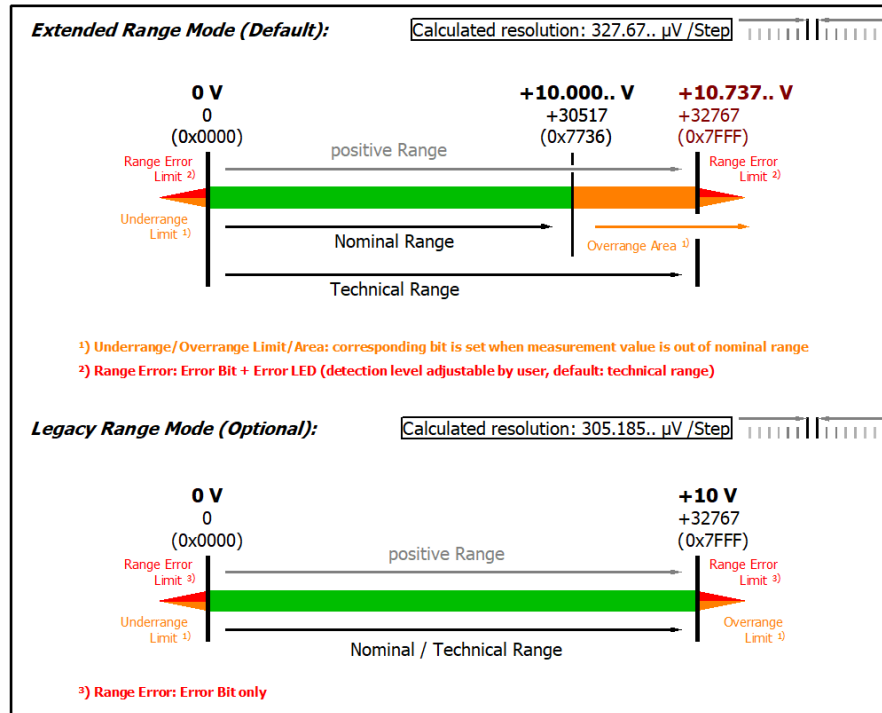 Extended Range Mode (Default):
Calculated resolution: 327.67.. µV /Step
0 V
+10.000.. V
+10.737.. V
0
+30517
+32767
(0x0000)
(0x7736)
(0x7FFF)
positive Range
Range Error
Limit ²⁾
Range Error
Limit ²⁾
Underrange
Limit ¹⁾
Nominal Range
Overrange Area ¹⁾
Technical Range
¹) Underrange/Overrange Limit/Area: corresponding bit is set when measurement value is out of nominal range
²) Range Error: Error Bit + Error LED (detection level adjustable by user, default: technical range)
Legacy Range Mode (Optional):
Calculated resolution: 305.185.. µV /Step
0 V
+10 V
0
+32767
(0x0000)
(0x7FFF)
positive Range
Range Error
Limit ³⁾
Range Error
Limit ³⁾
Underrange
Limit ¹⁾
Overrange
Limit ¹⁾
Nominal / Technical Range
³) Range Error: Error Bit only